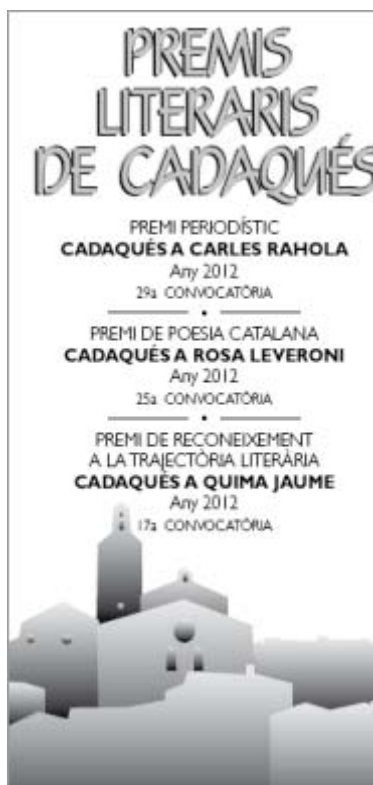 PREMIS
LITERARIS
DE CADAQUÉS
PREMI PERIODÍSTIC
CADAQUÉS A CARLES RAHOLA
Any 2012
29a CONVOCATÒRIA
PREMI DE POESIA CATALANA
CADAQUÉS A ROSA LEVERONI
Any 2012
25a CONVOCATÒRIA
PREMI DE RECONEIXEMENT
A LA TRAJECTÒRIA LITERÀRIA
CADAQUÉS A QUIMA JAUME
Any 2012
17a CONVOCATÒRIA